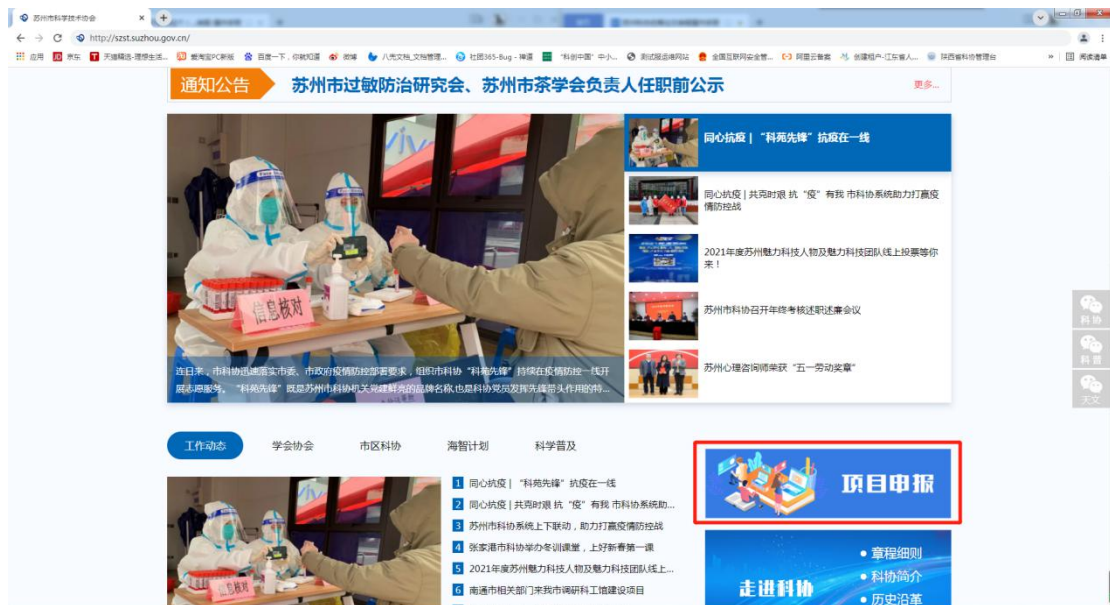 苏州市科学技术协会
http://szst.suzhou.gov.cn/
应用 京东 天猫精选-理想生活... 爱淘宝PC新版 百度一下，你就知道 微博 八兜文档_文档管理... 社团365-Bug - 禅道 “科创中国”中小... 测试服运维网站 全国互联网安全管... 阿里云备案 创建租户-江东省人... 陕西省科协管理台 » 阅读清单
通知公告
苏州市过敏防治研究会、苏州市茶学会负责人任职前公示
更多...
信息核对
连日来，市科协迅速落实市委、市政府疫情防控部署要求，组织市科协“科苑先锋”持续在疫情防控一线开
展志愿服务。“科苑先锋”既是苏州市科协机关党建鲜亮的品牌名称,也是科协党员发挥先锋带头作用的特...
同心抗疫 | “科苑先锋”抗疫在一线
同心抗疫 | 共克时艰 抗“疫”有我 市科协系统助力打赢疫
情防控战
2021年度苏州魅力科技人物及魅力科技团队线上投票等你
来！
苏州市科协召开年终考核述职述廉会议
苏州心理咨询师荣获“五一劳动奖章”
科协
科普
天文
工作动态 学会协会 市区科协 海智计划 科学普及
信息核对
1 同心抗疫 | “科苑先锋”抗疫在一线
2 同心抗疫 | 共克时艰 抗“疫”有我 市科协系统助...
3 苏州市科协系统上下联动，助力打赢疫情防控战
4 张家港市科协举办冬训课堂，上好新春第一课
5 2021年度苏州魅力科技人物及魅力科技团队线上...
6 南通市相关部门来我市调研科工馆建设项目
项目申报
走进科协
• 章程细则
• 科协简介
• 历史沿革